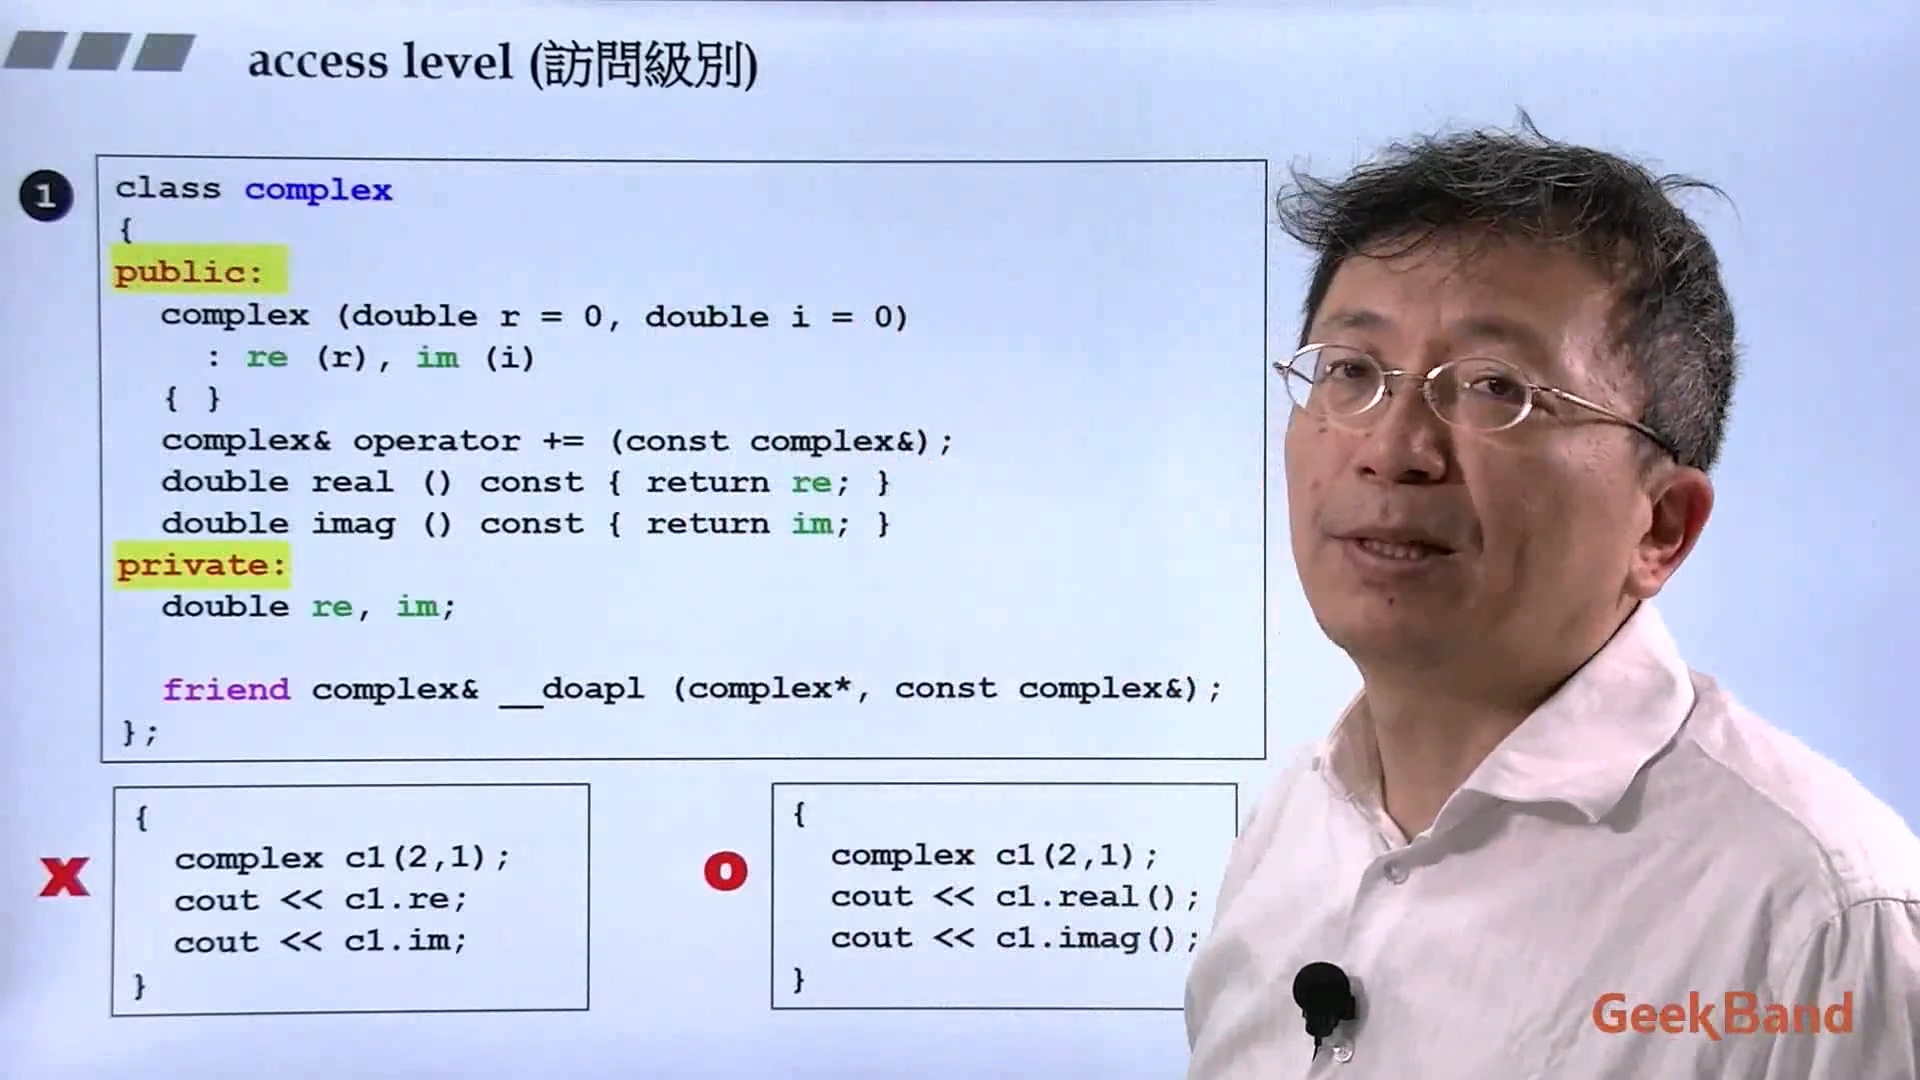 access level (訪問級別)
1
class complex
{
public:
complex (double r = 0, double i = 0)
: re (r), im (i)
{ }
complex& operator += (const complex&);
double real () const { return re; }
double imag () const { return im; }
private:
double re, im;
friend complex& __doapl (complex*, const complex&);
};
X
{
complex c1(2,1);
cout << c1.re;
cout << c1.im;
}
O
{
complex c1(2,1);
cout << c1.real();
cout << c1.imag();
}
GeekBand